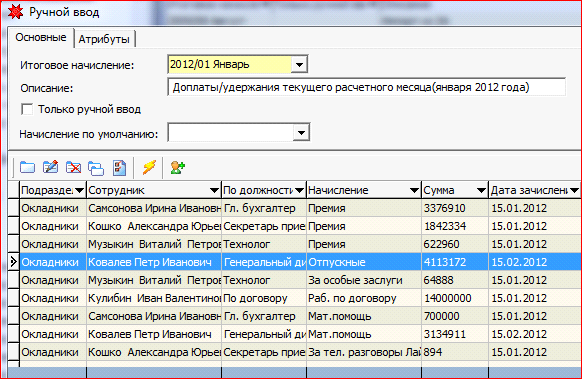 Ручной ввод
Основные Атрибуты
Итоговое начисление: 2012/01 Январь
Описание: Доплаты/удержания текущего расчетного месяца(января 2012 года)
Только ручной ввод
Начисление по умолчанию:
Подразде. Сотрудник По должности Начисление Сумма Дата зачислени
Окладники Самсонова Ирина Ивановн Гл. бухгалтер Премия 3376910 15.01.2012
Окладники Кошко Александра Юрьев Секретарь прие Премия 1842334 15.01.2012
Окладники Музыкин Виталий Петров Технолог Премия 622960 15.01.2012
Окладники Ковалев Петр Иванович Генеральный ди Отпускные 4113172 15.02.2012
Окладники Музыкин Виталий Петров Технолог За особые заслуги 64888 15.01.2012
Окладники Кулибин Иван Валентино По договору Раб. по договору 14000000 15.01.2012
Окладники Самсонова Ирина Ивановн Гл. бухгалтер Мат.помощь 700000 15.01.2012
Окладники Ковалев Петр Иванович Генеральный ди Мат.помощь 3134911 15.02.2012
Окладники Кошко Александра Юрьев Секретарь прие За тел. разговоры Лай 894 15.01.2012